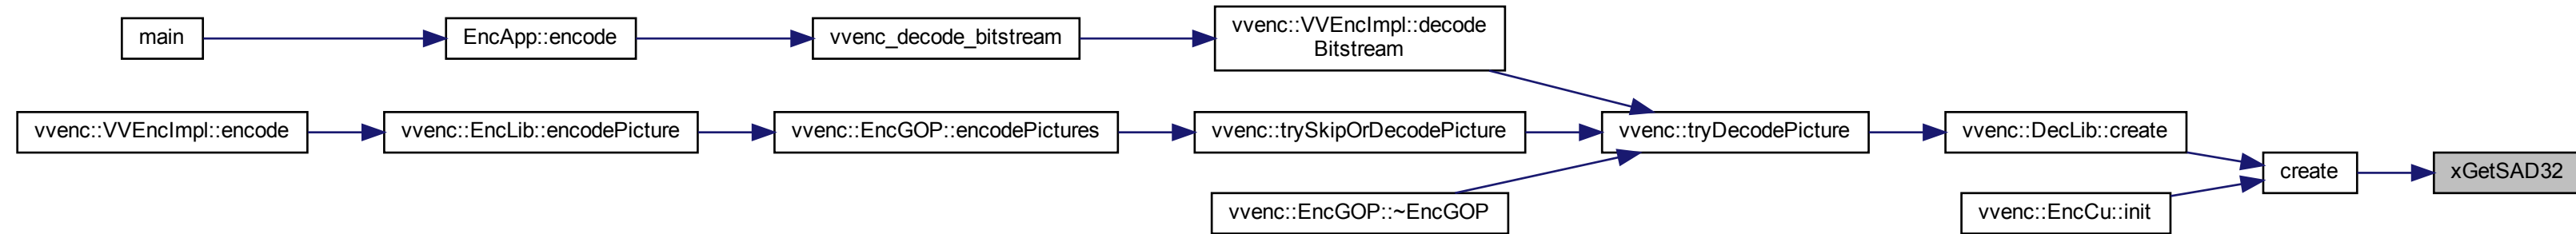 main
EncApp::encode
vvenc_decode_bitstream
vvenc::VVEncImpl::decode
Bitstream
vvenc::VVEncImpl::encode
vvenc::EncLib::encodePicture
vvenc::EncGOP::encodePictures
vvenc::trySkipOrDecodePicture
vvenc::tryDecodePicture
vvenc::DecLib::create
create
xGetSAD32
vvenc::EncGOP::~EncGOP
vvenc::EncCu::init